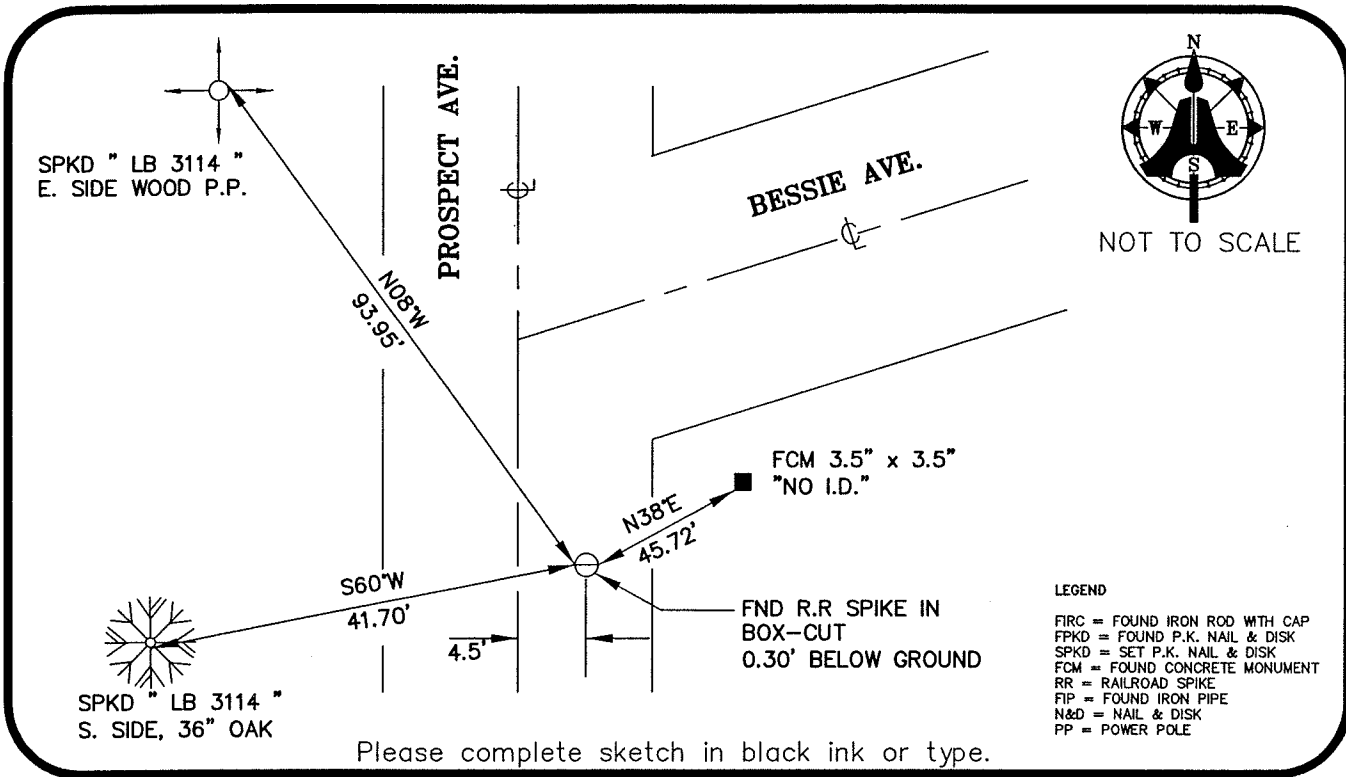 N
W
E
S
NOT TO SCALE
PROSPECT AVE.
BESSIE AVE.
SPKD " LB 3114 "
E. SIDE WOOD P.P.
N08°W
93.95'
FCM 3.5" x 3.5"
"NO I.D."
N38°E
45.72'
S60°W
41.70'
4.5'
FND R.R SPIKE IN
BOX-CUT
0.30' BELOW GROUND
SPKD " LB 3114 "
S. SIDE, 36" OAK
LEGEND
FIRC = FOUND IRON ROD WITH CAP
FPKD = FOUND P.K. NAIL & DISK
SPKD = SET P.K. NAIL & DISK
FCM = FOUND CONCRETE MONUMENT
RR = RAILROAD SPIKE
FIP = FOUND IRON PIPE
N&D = NAIL & DISK
PP = POWER POLE
Please complete sketch in black ink or type.